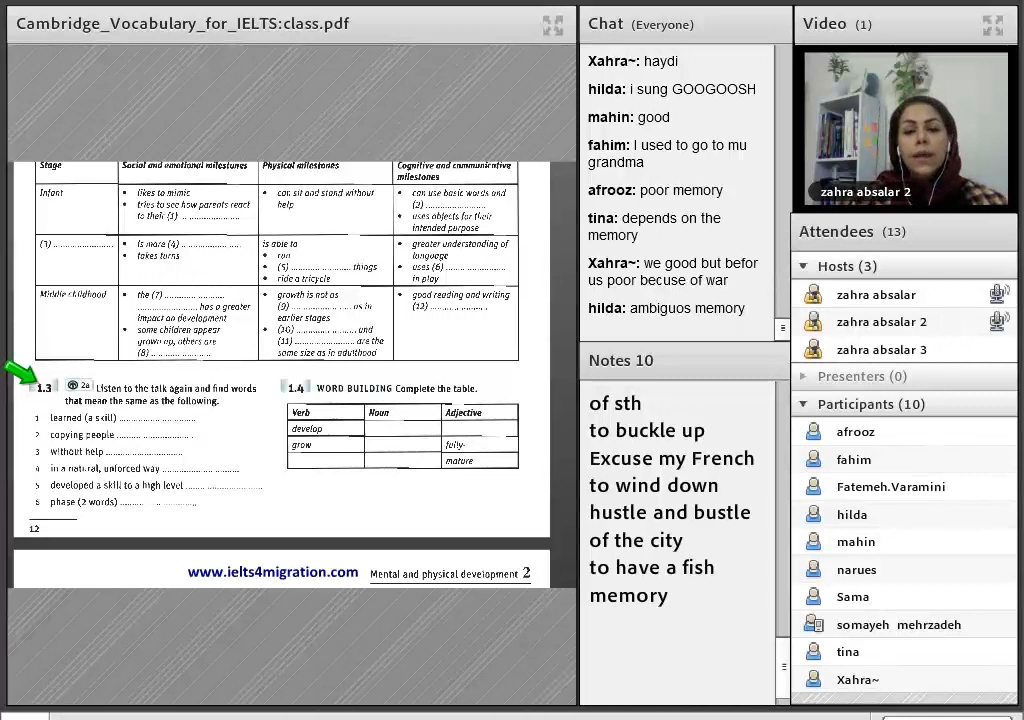 Cambridge_Vocabulary_for_IELTS:class.pdf
Stage Social and emotional milestones Physical milestones Cognitive and communicative milestones
Infant
• likes to mimic
• tries to see how parents react to their (1) ....................
• can sit and stand without help
• can use basic words and (2) ....................
• uses objects for their intended purpose
(3) ....................
• is more (4) ....................
• takes turns
is able to
• run
• (5) .................... things
• ride a tricycle
• greater understanding of language
• uses (6) .................... in play
Middle childhood
• the (7) ....................
.................... has a greater impact on development
• some children appear grown up, others are (8) ....................
• growth is not as (9) .................... as in earlier stages
• (10) .................... and (11) .................... are the same size as in adulthood
• good reading and writing (12) ....................
1.3 2a Listen to the talk again and find words
that mean the same as the following.
1 learned (a skill) ....................
2 copying people ....................
3 without help ....................
4 in a natural, unforced way ....................
5 developed a skill to a high level ....................
6 phase (2 words) ....................
12
1.4 WORD BUILDING Complete the table.
Verb Noun Adjective
develop
grow fully-
mature
www.ielts4migration.com Mental and physical development 2
Chat (Everyone)
Xahra~: haydi
hilda: i sung GOOGOOSH
mahin: good
fahim: I used to go to mu
grandma
afrooz: poor memory
tina: depends on the
memory
Xahra~: we good but befor
us poor becuse of war
hilda: ambiguos memory
Notes 10
of sth
to buckle up
Excuse my French
to wind down
hustle and bustle
of the city
to have a fish
memory
Video (1)
zahra absalar 2
Attendees (13)
Hosts (3)
zahra absalar
zahra absalar 2
zahra absalar 3
Presenters (0)
Participants (10)
afrooz
fahim
Fatemeh.Varamini
hilda
mahin
narues
Sama
somayeh mehrzadeh
tina
Xahra~